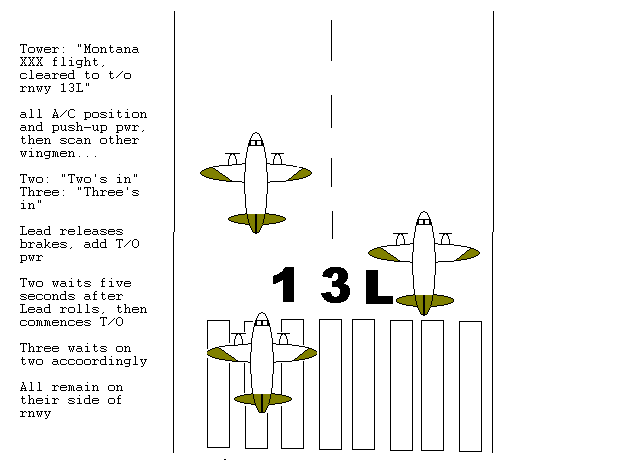 Tower: "Montana
XXX flight,
cleared to t/o
rnwy 13L"
all A/C position
and push-up pwr,
then scan other
wingmen...
Two: "Two's in"
Three: "Three's
in"
Lead releases
brakes, add T/O
pwr
Two waits five
seconds after
Lead rolls, then
commences T/O
Three waits on
two accoordingly
All remain on
their side of
rnwy
13L